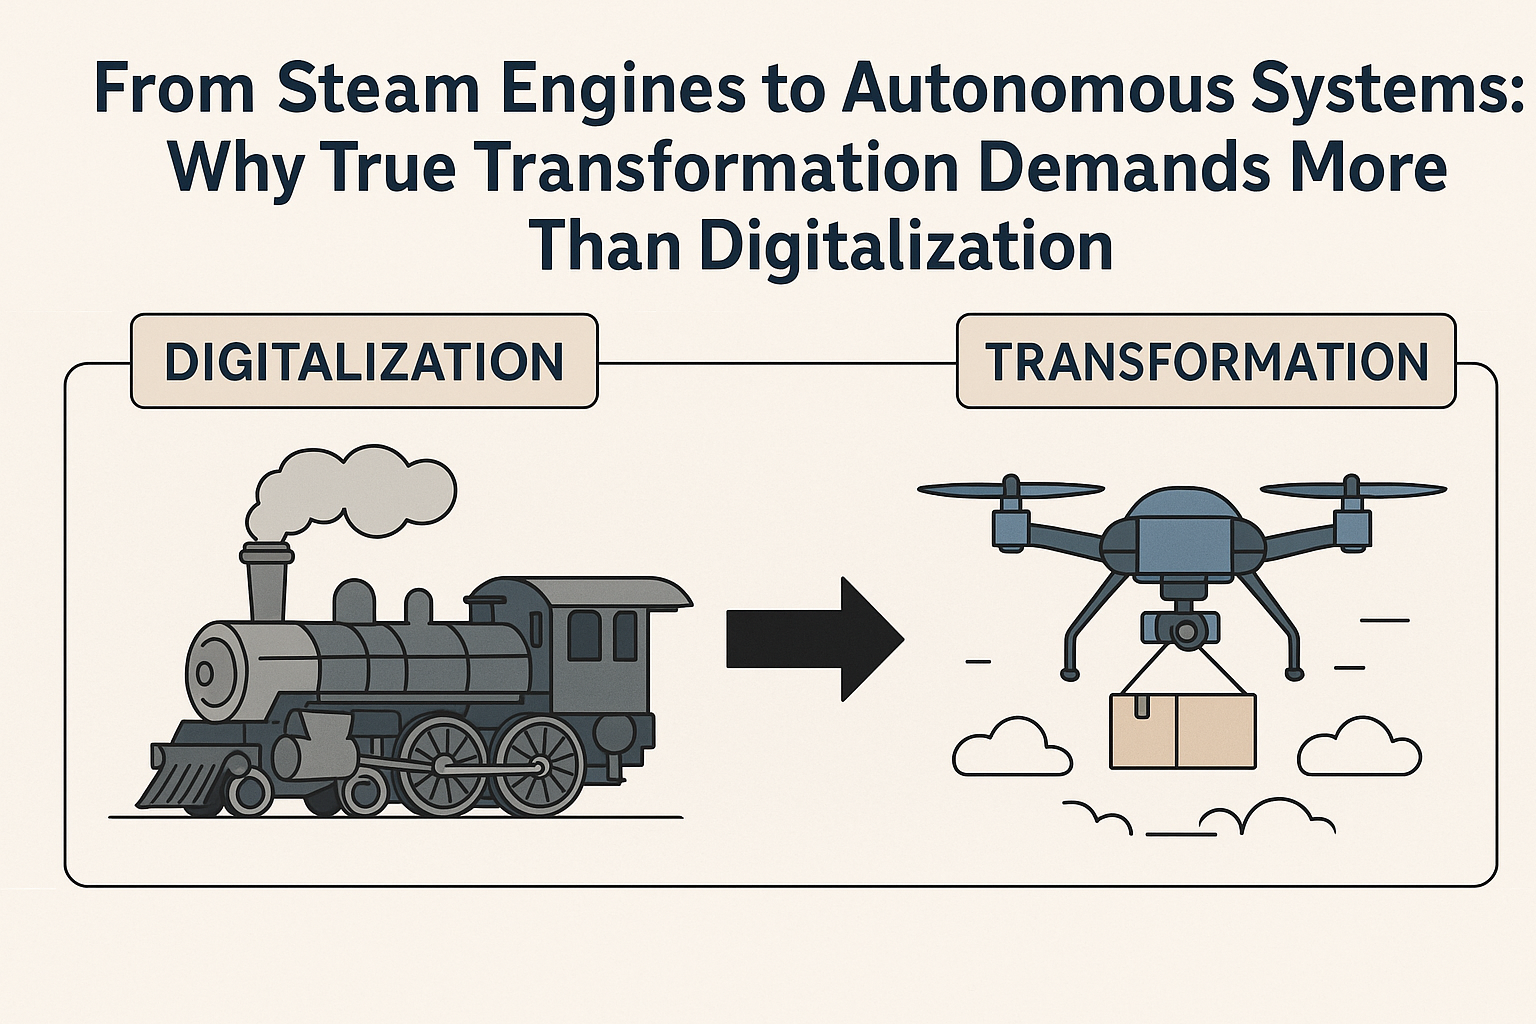 From Steam Engines to Autonomous Systems:
Why True Transformation Demands More
Than Digitalization
DIGITALIZATION
TRANSFORMATION